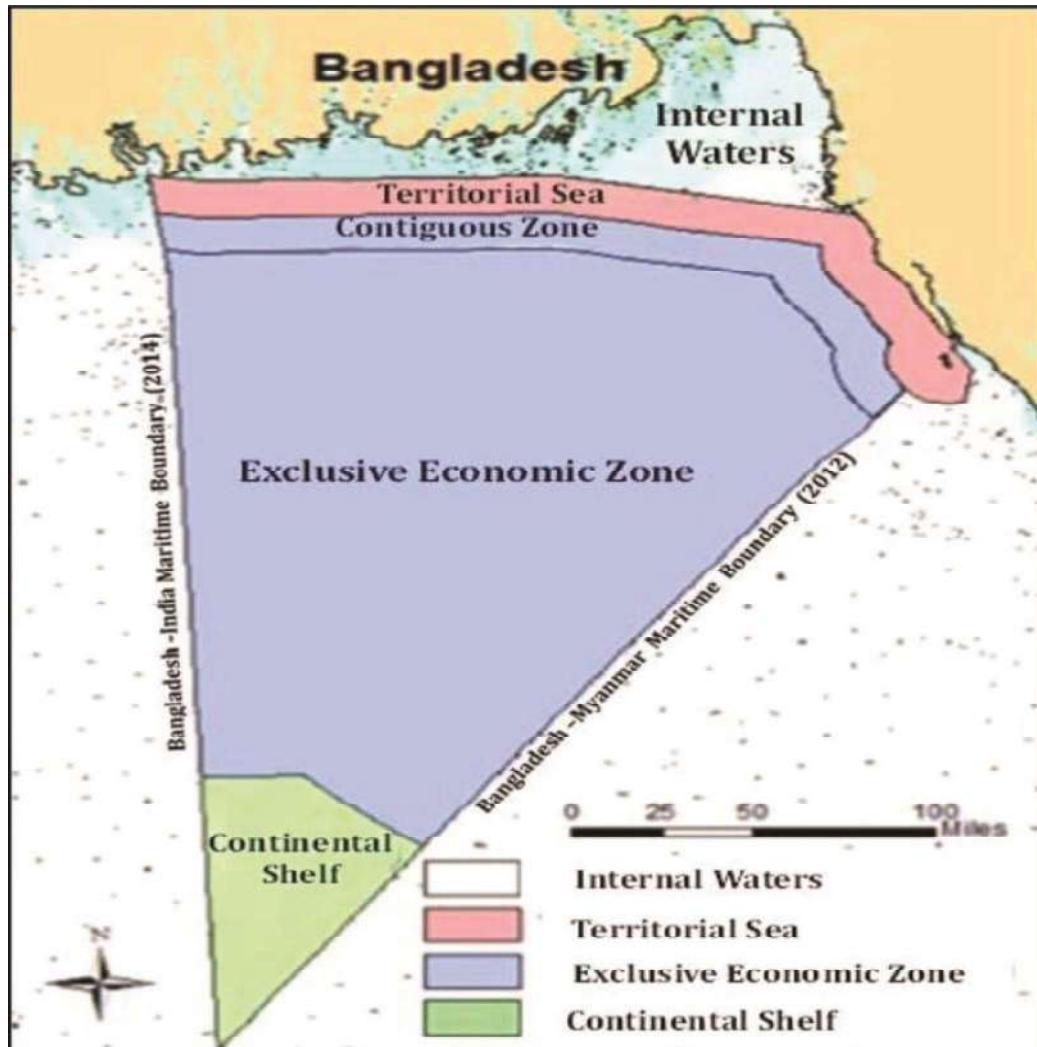 Bangladesh
Internal
Waters
Territorial Sea
Contiguous Zone
Bangladesh -India Maritime Boundary (2014)
Exclusive Economic Zone
Bangladesh -Myanmar Maritime Boundary (2012)
Continental
Shelf
0 25 50 100
Miles
Internal Waters
Territorial Sea
Exclusive Economic Zone
Continental Shelf
N